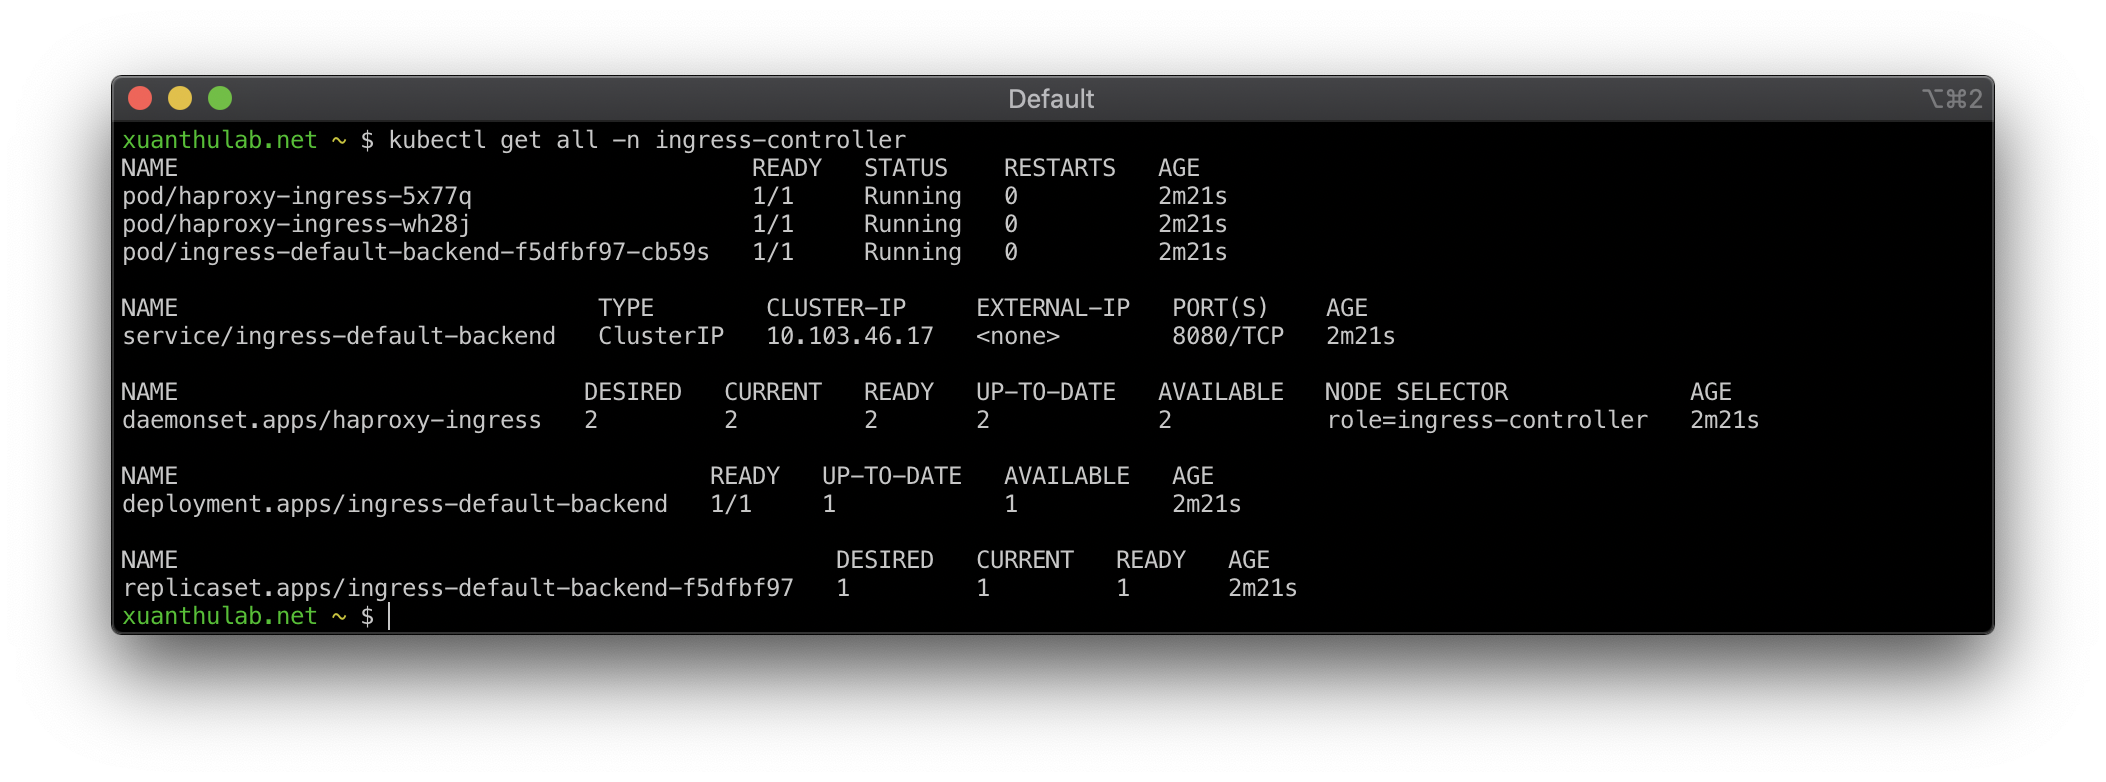 Default
⌥⌘2
xuanthulab.net ~ $ kubectl get all -n ingress-controller
NAME                                         READY   STATUS    RESTARTS   AGE
pod/haproxy-ingress-5x77q                    1/1     Running   0          2m21s
pod/haproxy-ingress-wh28j                    1/1     Running   0          2m21s
pod/ingress-default-backend-f5dfbf97-cb59s   1/1     Running   0          2m21s
NAME                              TYPE        CLUSTER-IP     EXTERNAL-IP   PORT(S)    AGE
service/ingress-default-backend   ClusterIP   10.103.46.17   <none>        8080/TCP   2m21s
NAME                             DESIRED   CURRENT   READY   UP-TO-DATE   AVAILABLE   NODE SELECTOR             AGE
daemonset.apps/haproxy-ingress   2         2         2       2            2           role=ingress-controller   2m21s
NAME                                      READY   UP-TO-DATE   AVAILABLE   AGE
deployment.apps/ingress-default-backend   1/1     1            1           2m21s
NAME                                               DESIRED   CURRENT   READY   AGE
replicaset.apps/ingress-default-backend-f5dfbf97   1         1         1       2m21s
xuanthulab.net ~ $